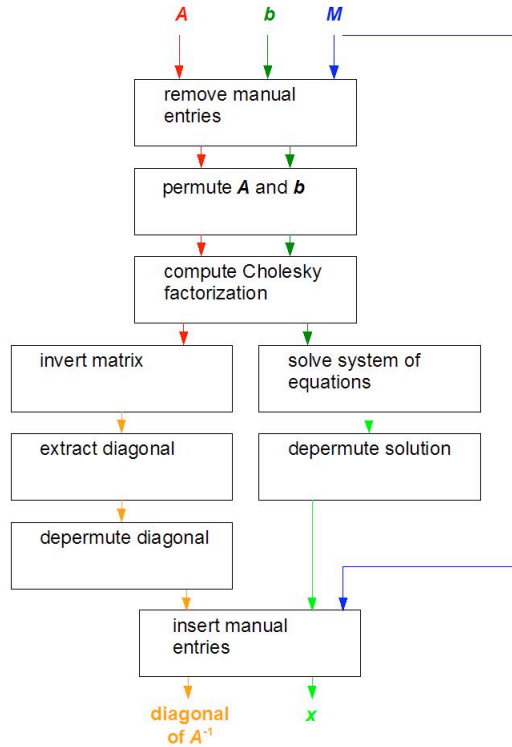 A b M
remove manual
entries
permute A and b
compute Cholesky
factorization
invert matrix
solve system of
equations
extract diagonal
depermute solution
depermute diagonal
insert manual
entries
diagonal
of A⁻¹
x